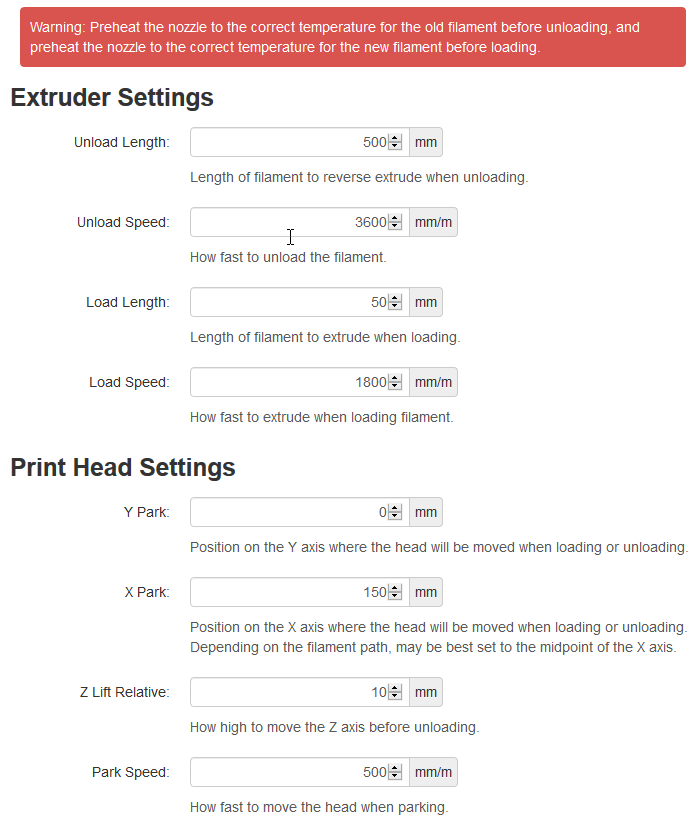 Warning: Preheat the nozzle to the correct temperature for the old filament before unloading, and
preheat the nozzle to the correct temperature for the new filament before loading.
Extruder Settings
Unload Length: 500 mm
Length of filament to reverse extrude when unloading.
Unload Speed: 3600 mm/m
How fast to unload the filament.
Load Length: 50 mm
Length of filament to extrude when loading.
Load Speed: 1800 mm/m
How fast to extrude when loading filament.
Print Head Settings
Y Park: 0 mm
Position on the Y axis where the head will be moved when loading or unloading.
X Park: 150 mm
Position on the X axis where the head will be moved when loading or unloading.
Depending on the filament path, may be best set to the midpoint of the X axis.
Z Lift Relative: 10 mm
How high to move the Z axis before unloading.
Park Speed: 500 mm/m
How fast to move the head when parking.